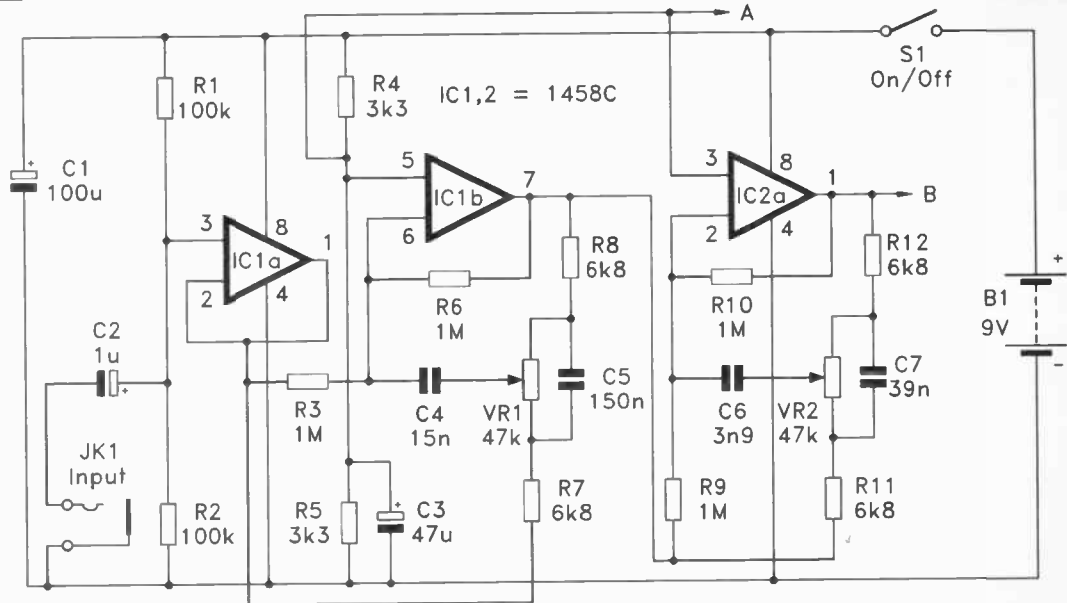 A
R1
100k
R4
3k3
IC1,2 = 1458C
S1
On/Off
+
C1
100u
3
8
IC1a
1
2
4
5
7
IC1b
6
R8
6k8
3
8
IC2a
1
B
2
4
R12
6k8
R6
1M
R10
1M
B1
9V
+
-
C2
1u
+
R3
1M
C4
15n
VR1
47k
C5
150n
C6
3n9
VR2
47k
C7
39n
JK1
Input
R2
100k
R5
3k3
+
C3
47u
R7
6k8
R9
1M
R11
6k8